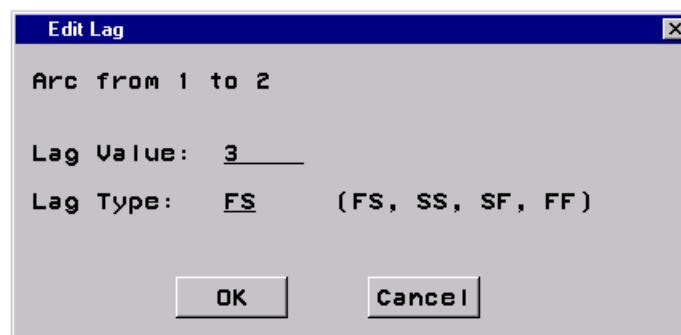 Edit Lag
Arc from 1 to 2
Lag Value: 3
Lag Type: FS (FS, SS, SF, FF)
OK Cancel